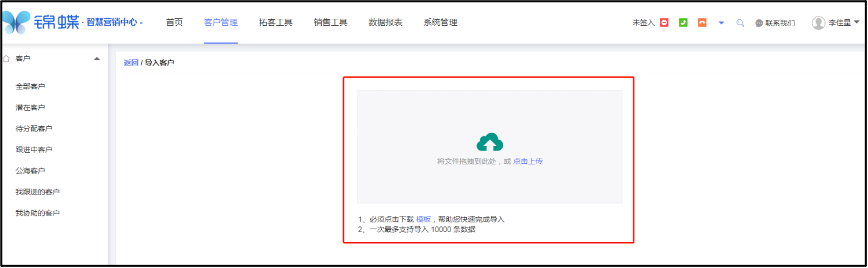 锦蝶 · 智慧营销中心 · 首页 客户管理 拓客工具 销售工具 数据报表 系统管理 未签入 联系我们 李佳星
客户
返回 / 导入客户
全部客户
潜在客户
待分配客户
跟进中客户
公海客户
我跟进的客户
我协助的客户
将文件拖拽到此处，或 点击上传
1、必须点击下载 模板，帮助您快速完成导入
2、一次最多支持导入 10000 条数据